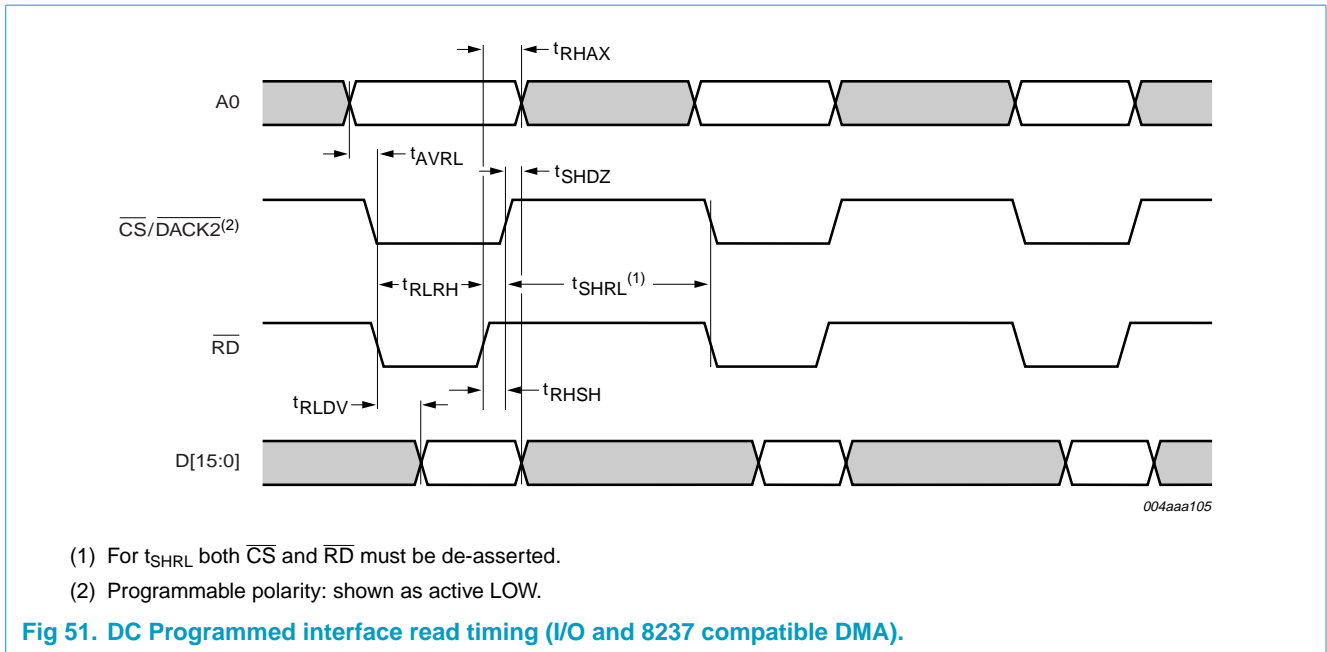 tRHAX
A0
tAVRL
tSHDZ
CS/DACK2(2)
tRLRH
tSHRL(1)
RD
tRHSH
tRLDV
D[15:0]
004aaa105
(1) For tSHRL both CS and RD must be de-asserted.
(2) Programmable polarity: shown as active LOW.
Fig 51. DC Programmed interface read timing (I/O and 8237 compatible DMA).